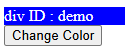 div ID : demo
Change Color